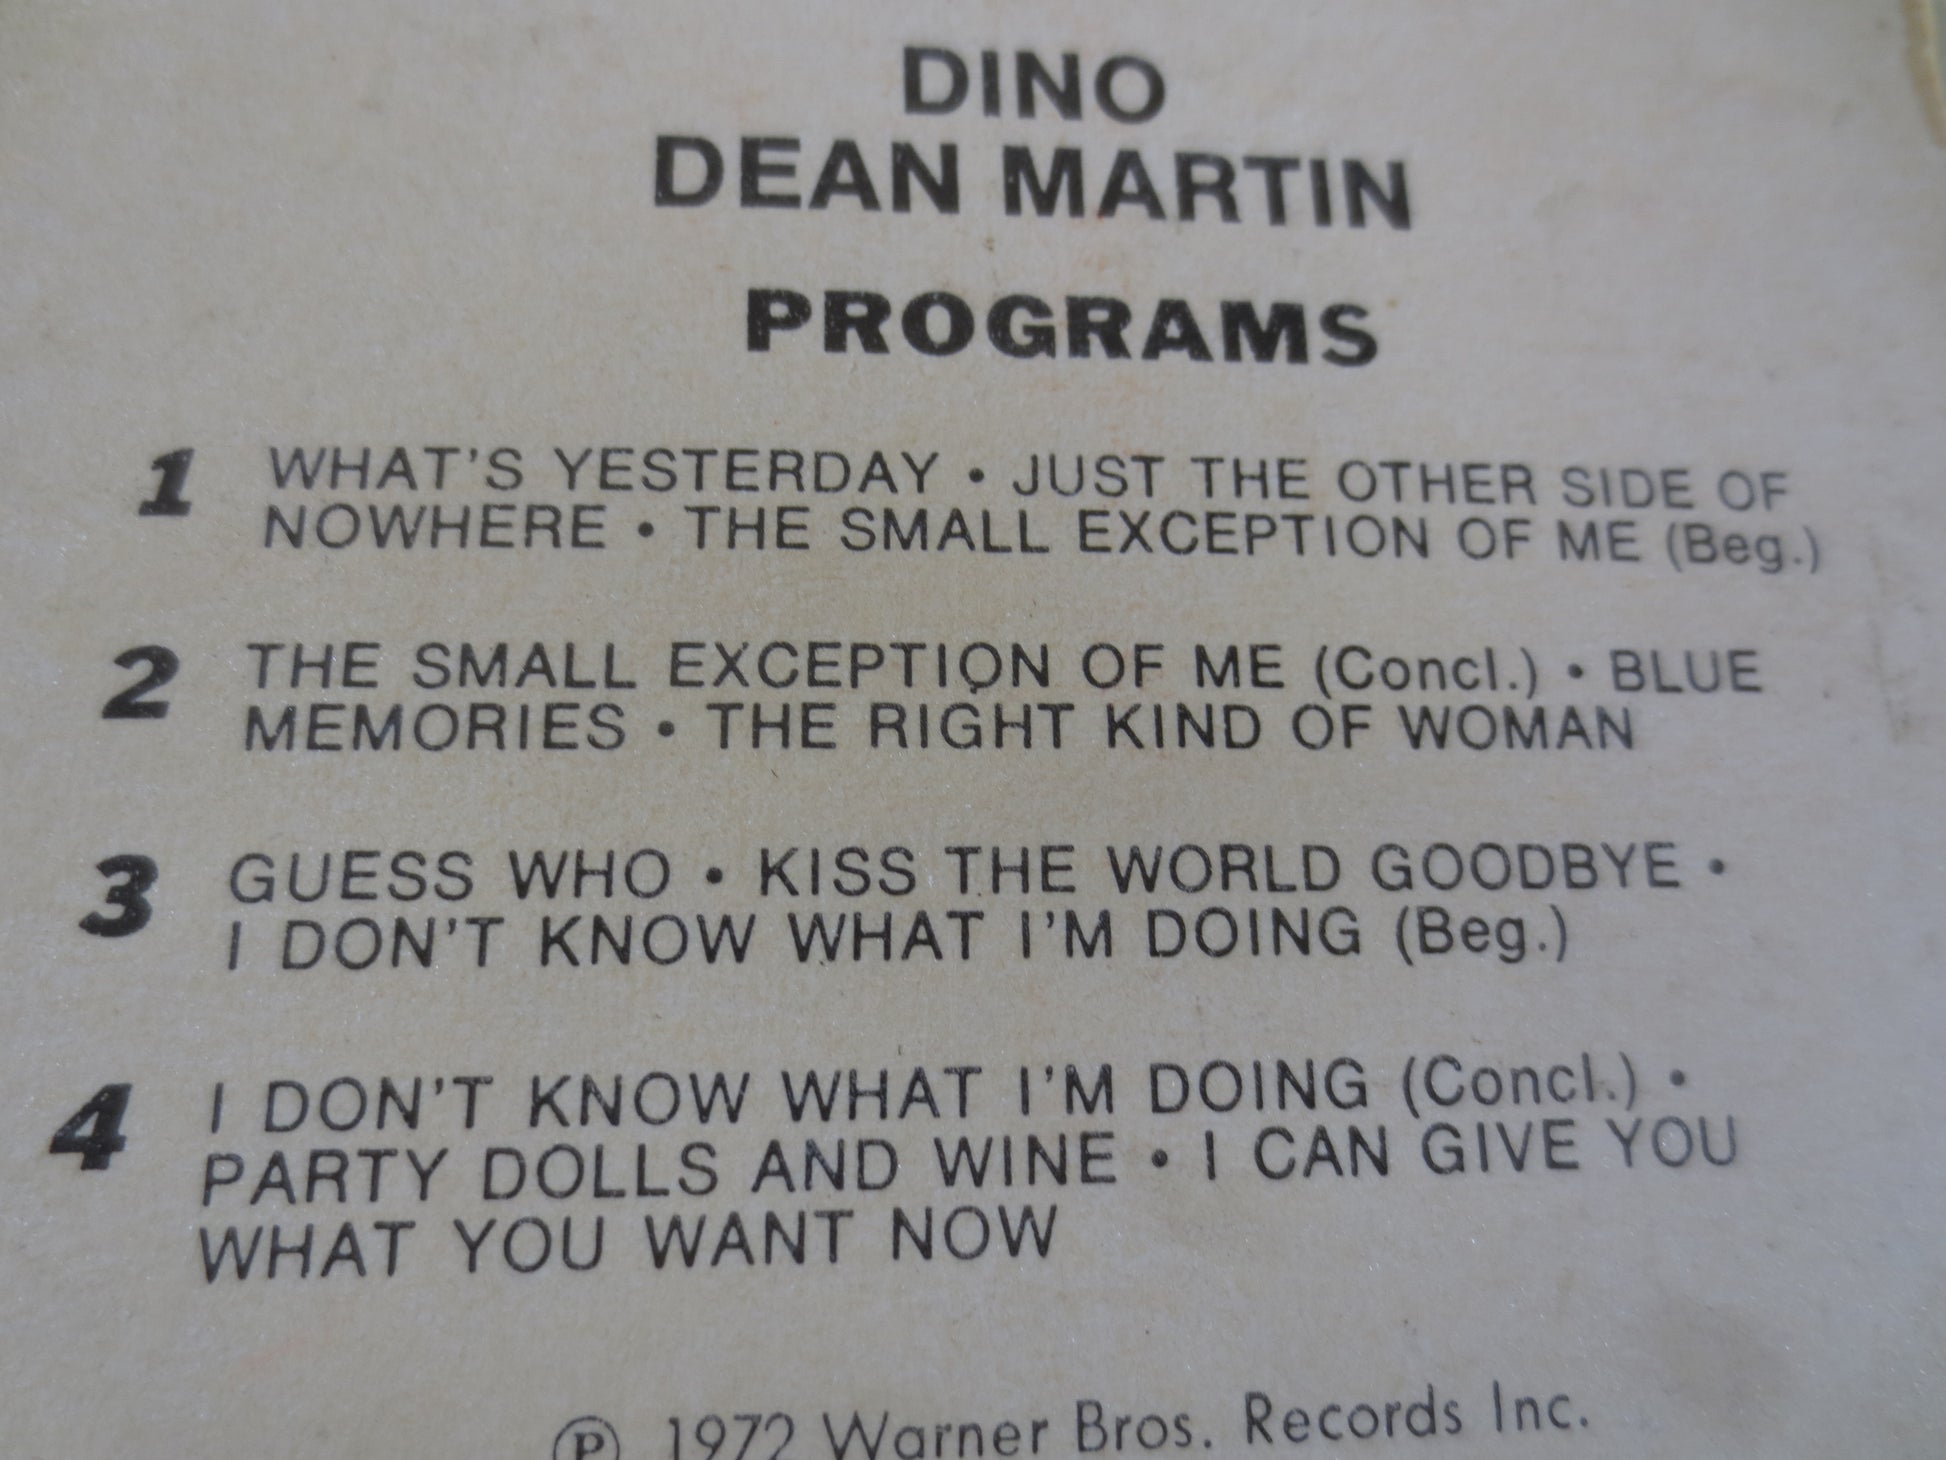 DINO
DEAN MARTIN
PROGRAMS
1 WHAT'S YESTERDAY • JUST THE OTHER SIDE OF
NOWHERE • THE SMALL EXCEPTION OF ME (Beg.)
2 THE SMALL EXCEPTION OF ME (Concl.) • BLUE
MEMORIES • THE RIGHT KIND OF WOMAN
3 GUESS WHO • KISS THE WORLD GOODBYE •
I DON'T KNOW WHAT I'M DOING (Beg.)
4 I DON'T KNOW WHAT I'M DOING (Concl.) •
PARTY DOLLS AND WINE • I CAN GIVE YOU
WHAT YOU WANT NOW
℗ 1972 Warner Bros. Records Inc.